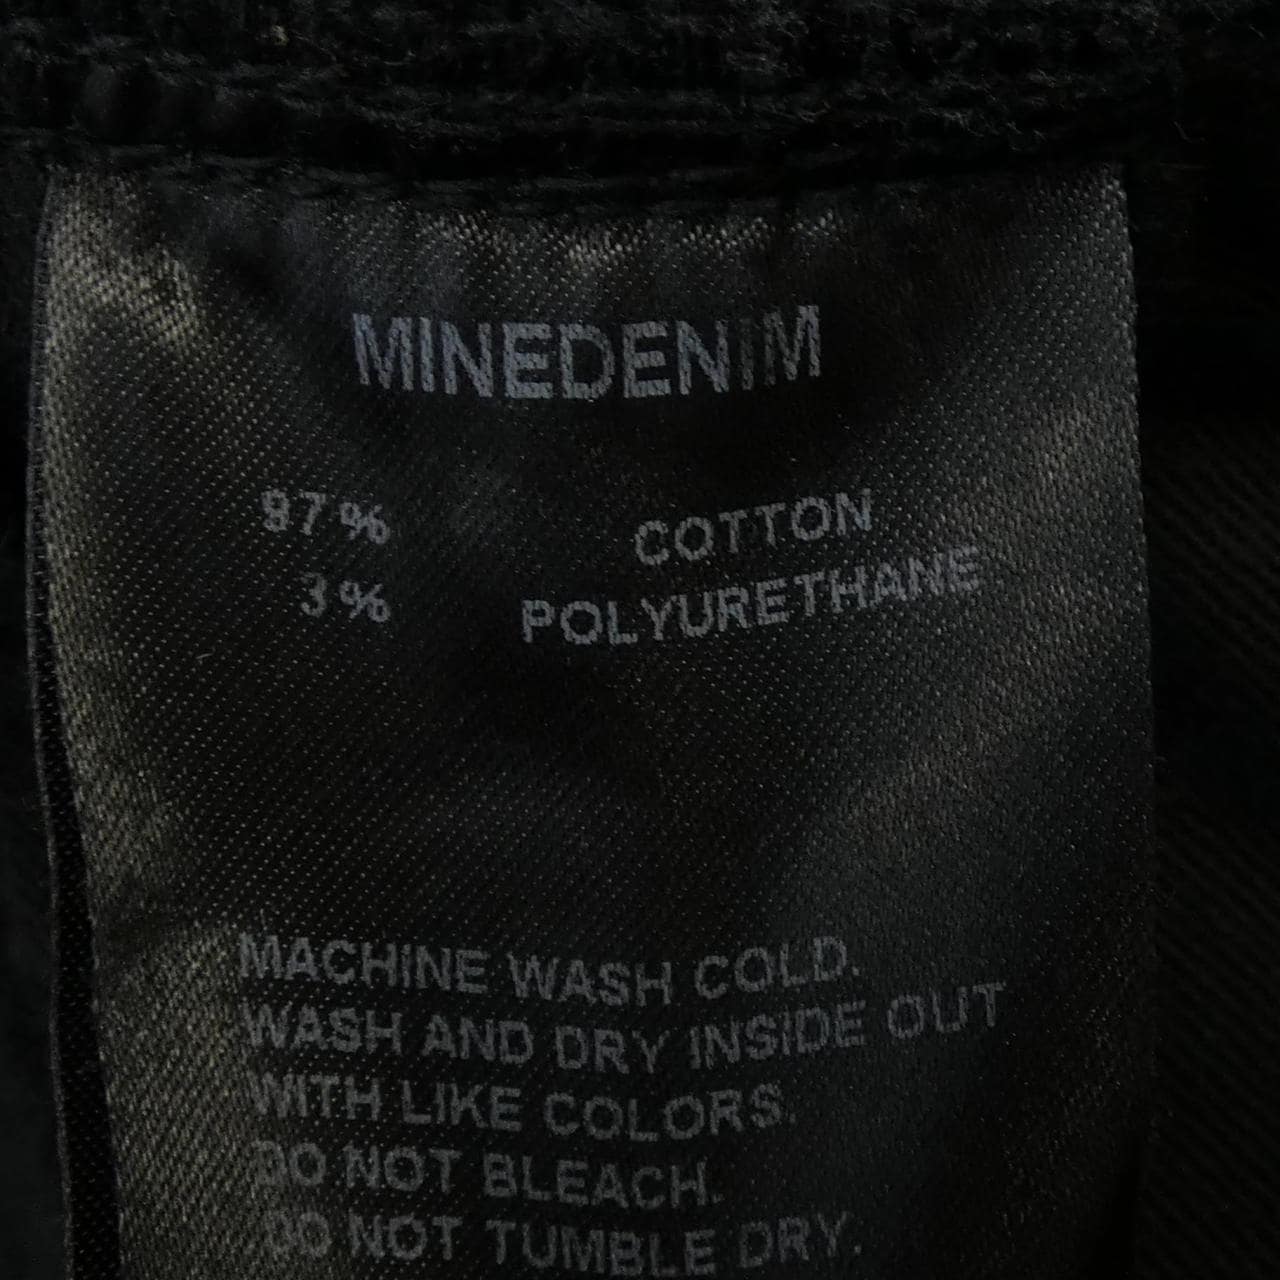 MINEDENIM
97% COTTON
3% POLYURETHANE
MACHINE WASH COLD.
WASH AND DRY INSIDE OUT
WITH LIKE COLORS.
DO NOT BLEACH.
DO NOT TUMBLE DRY.